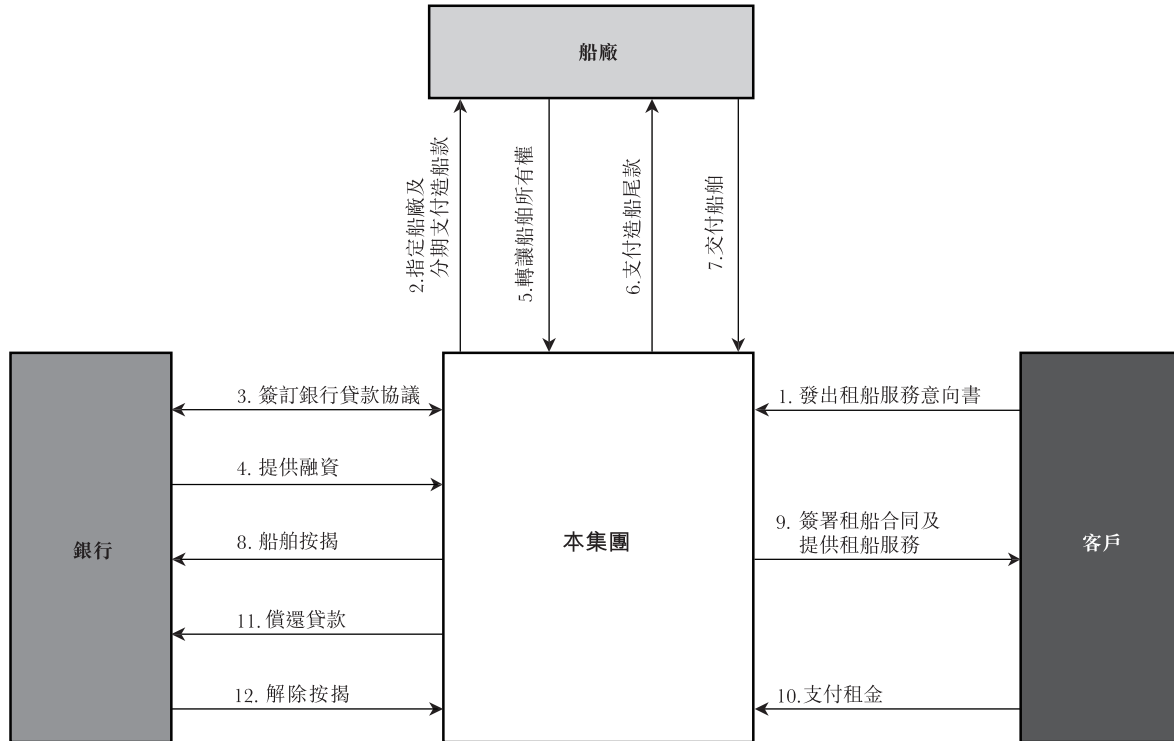 船廠
2.指定船廠及
分期支付造船款
5.轉讓船舶所有權
6.支付造船尾款
7.交付船舶
3. 簽訂銀行貸款協議
1. 發出租船服務意向書
4. 提供融資
9. 簽署租船合同及
提供租船服務
銀行
8. 船舶按揭
本集團
客戶
11. 償還貸款
12. 解除按揭
10.支付租金